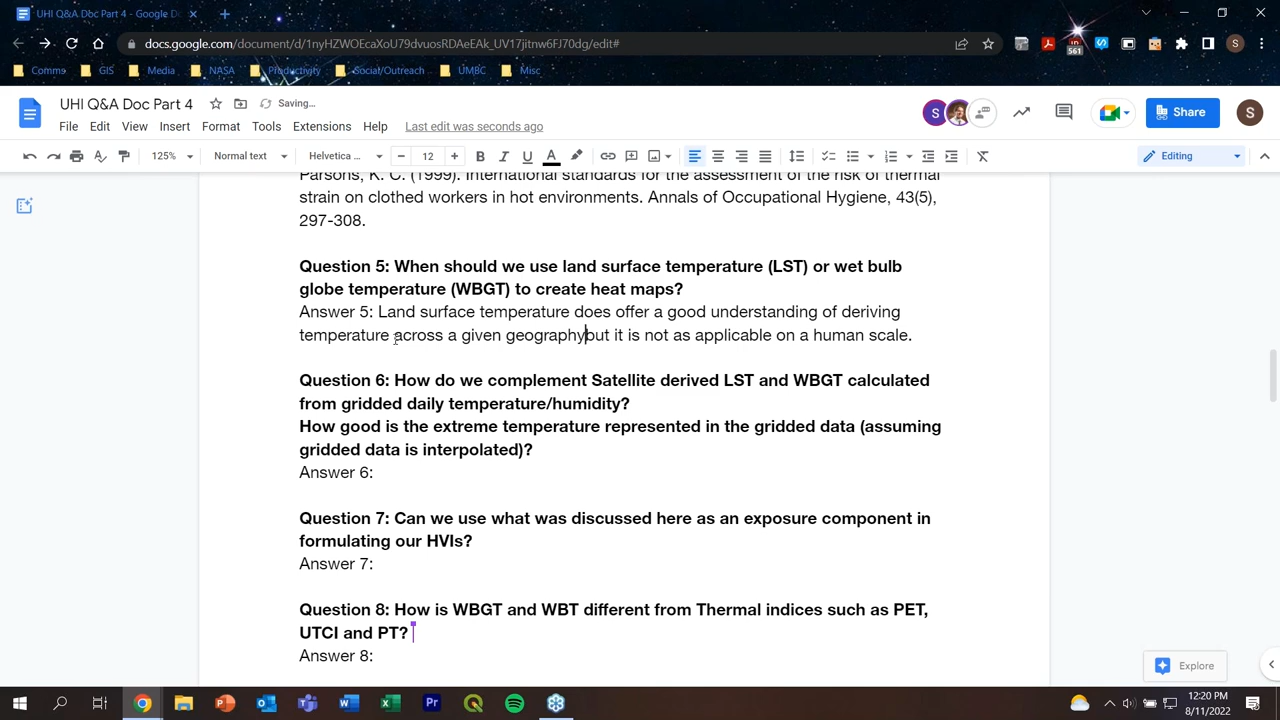 UHI Q&A Doc Part 4 - Google Do
docs.google.com/document/d/1nyHZWOEcaXoU79dvuosRDAeEAk_UV17jitnw6FJ70dg/edit#
561
S
Comms
GIS
Media
NASA
Productivity
Social/Outreach
UMBC
Misc
UHI Q&A Doc Part 4
Saving...
S
Share
S
File Edit View Insert Format Tools Extensions Help Last edit was seconds ago
125% Normal text Helvetica ... 12 B I U A Editing
Parsons, K. C. (1999). International standards for the assessment of the risk of thermal
strain on clothed workers in hot environments. Annals of Occupational Hygiene, 43(5),
297-308.
Question 5: When should we use land surface temperature (LST) or wet bulb
globe temperature (WBGT) to create heat maps?
Answer 5: Land surface temperature does offer a good understanding of deriving
temperature across a given geographybut it is not as applicable on a human scale.
Question 6: How do we complement Satellite derived LST and WBGT calculated
from gridded daily temperature/humidity?
How good is the extreme temperature represented in the gridded data (assuming
gridded data is interpolated)?
Answer 6:
Question 7: Can we use what was discussed here as an exposure component in
formulating our HVIs?
Answer 7:
Question 8: How is WBGT and WBT different from Thermal indices such as PET,
UTCI and PT?
Answer 8:
Explore
12:20 PM
8/11/2022